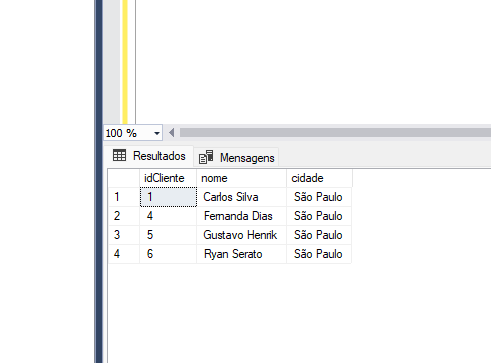 100 %
Resultados Mensagens
idCliente nome cidade
1 1 Carlos Silva São Paulo
2 4 Fernanda Dias São Paulo
3 5 Gustavo Henrik São Paulo
4 6 Ryan Serato São Paulo